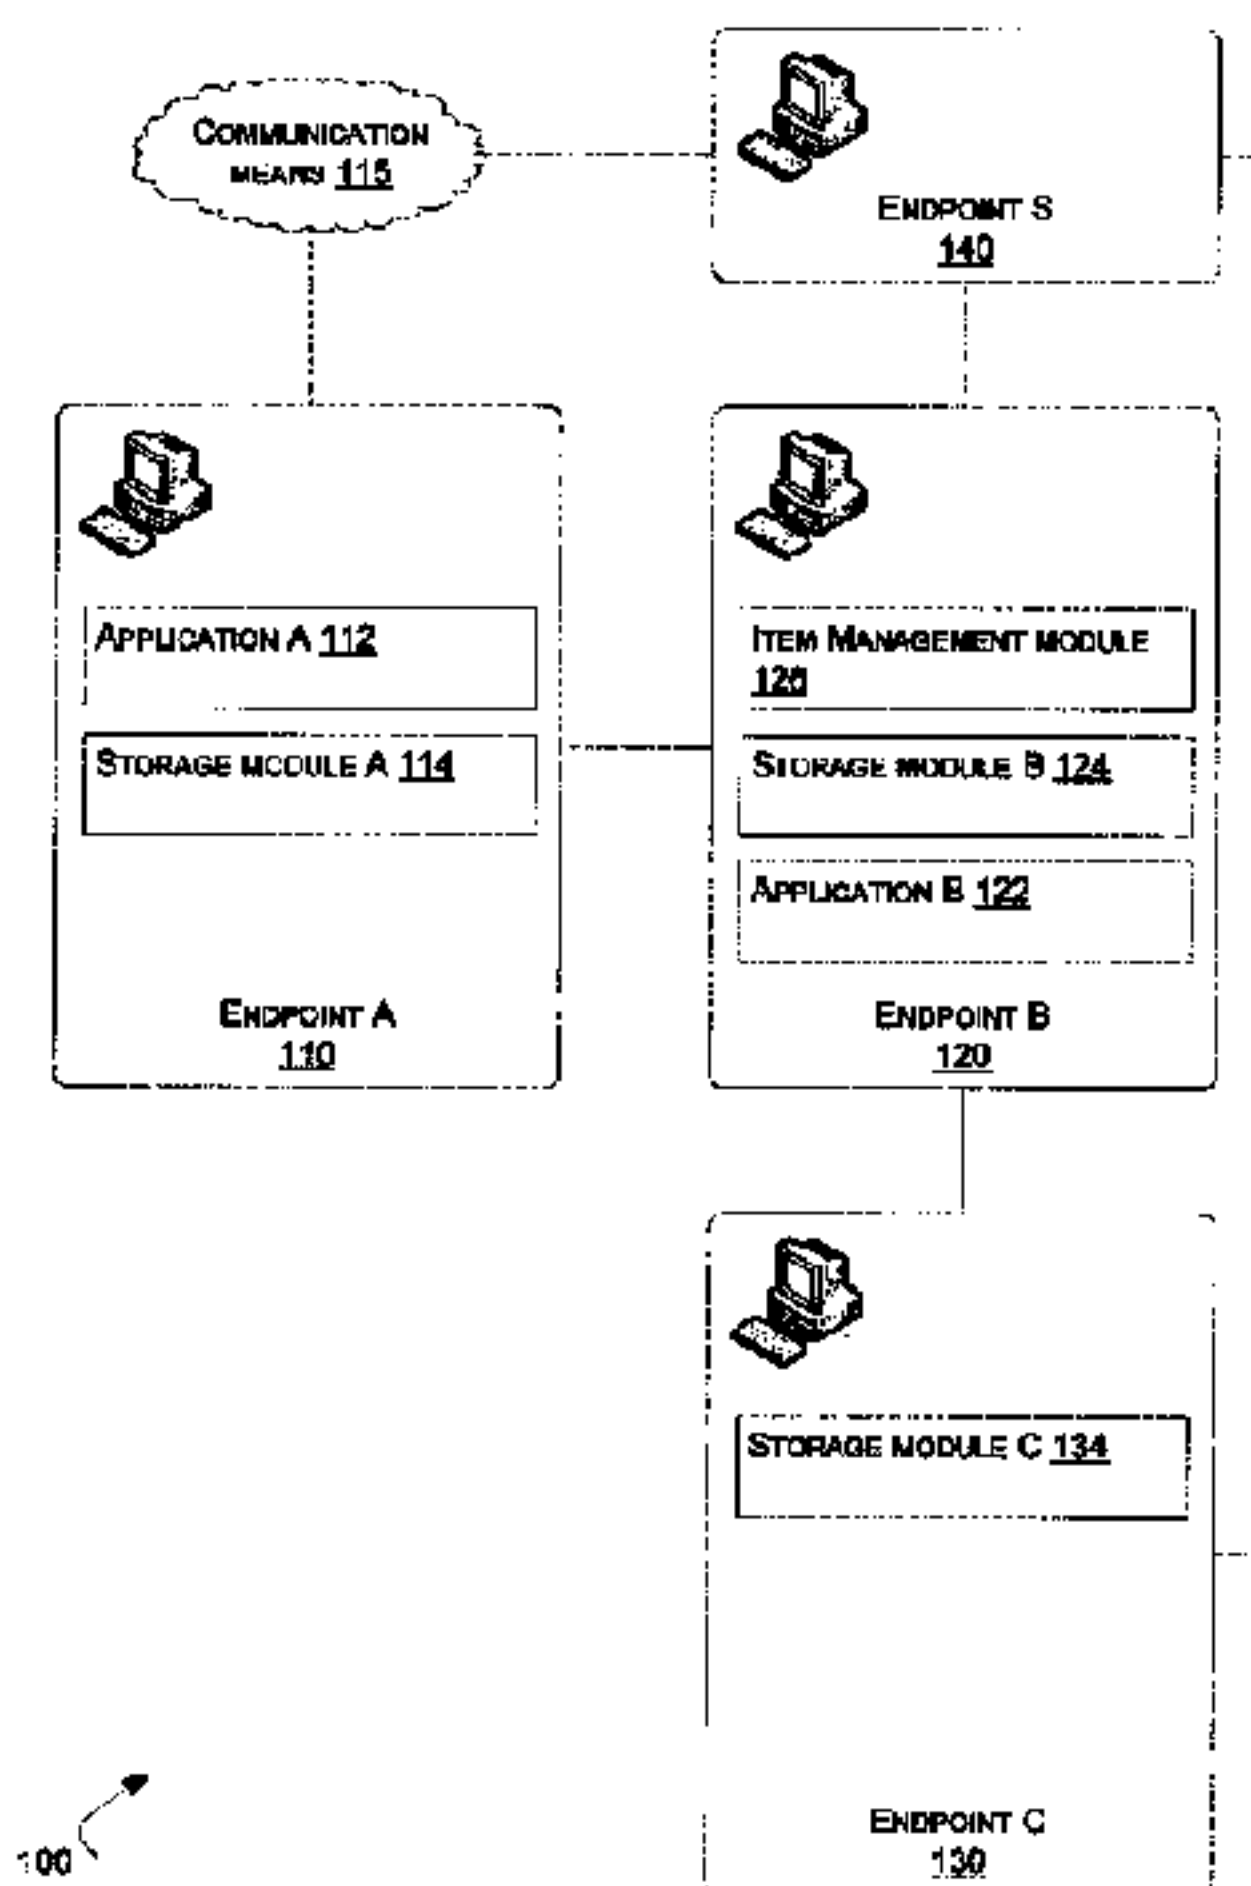 COMMUNICATION
MEANS 115
ENDPOINT S
140
APPLICATION A 112
STORAGE MODULE A 114
ENDPOINT A
110
ITEM MANAGEMENT MODULE
126
STORAGE MODULE B 124
APPLICATION B 122
ENDPOINT B
120
STORAGE MODULE C 134
ENDPOINT C
130
100